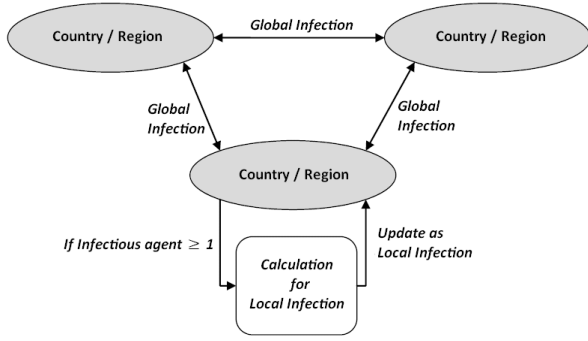 Country / Region
Global Infection
Country / Region
Global
Infection
Global
Infection
Country / Region
If Infectious agent ≥ 1
Update as
Local Infection
Calculation
for
Local Infection